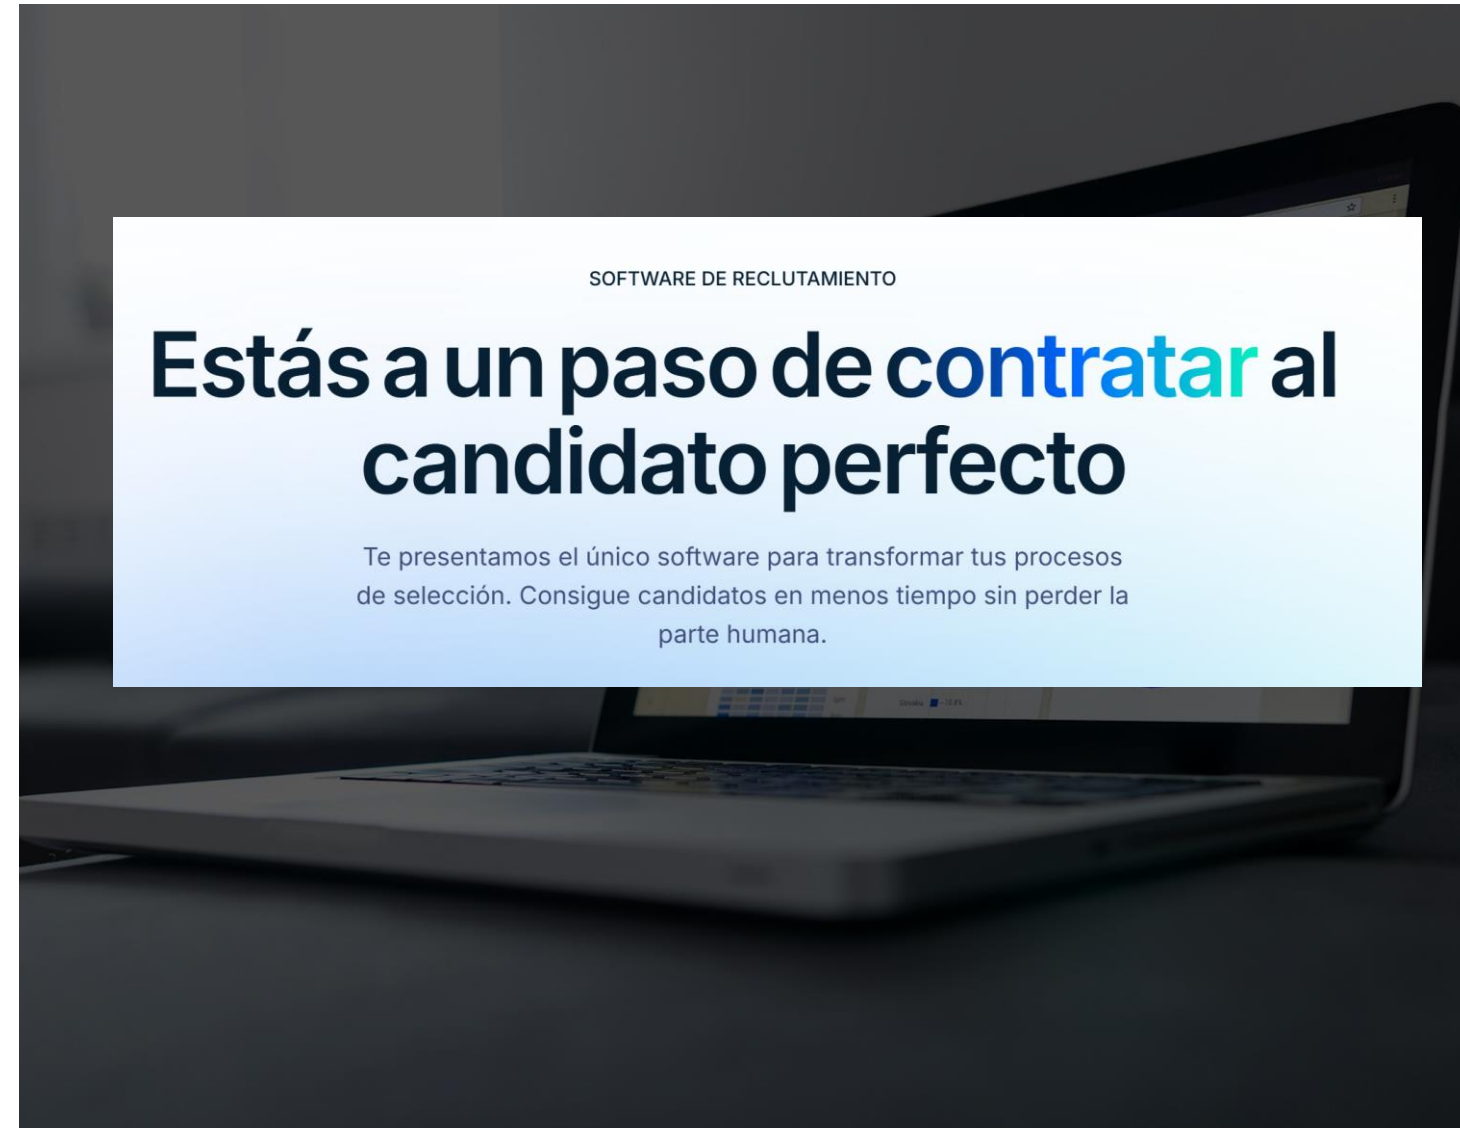 SOFTWARE DE RECLUTAMIENTO
Estás a un paso de contratar al
candidato perfecto
Te presentamos el único software para transformar tus procesos
de selección. Consigue candidatos en menos tiempo sin perder la
parte humana.